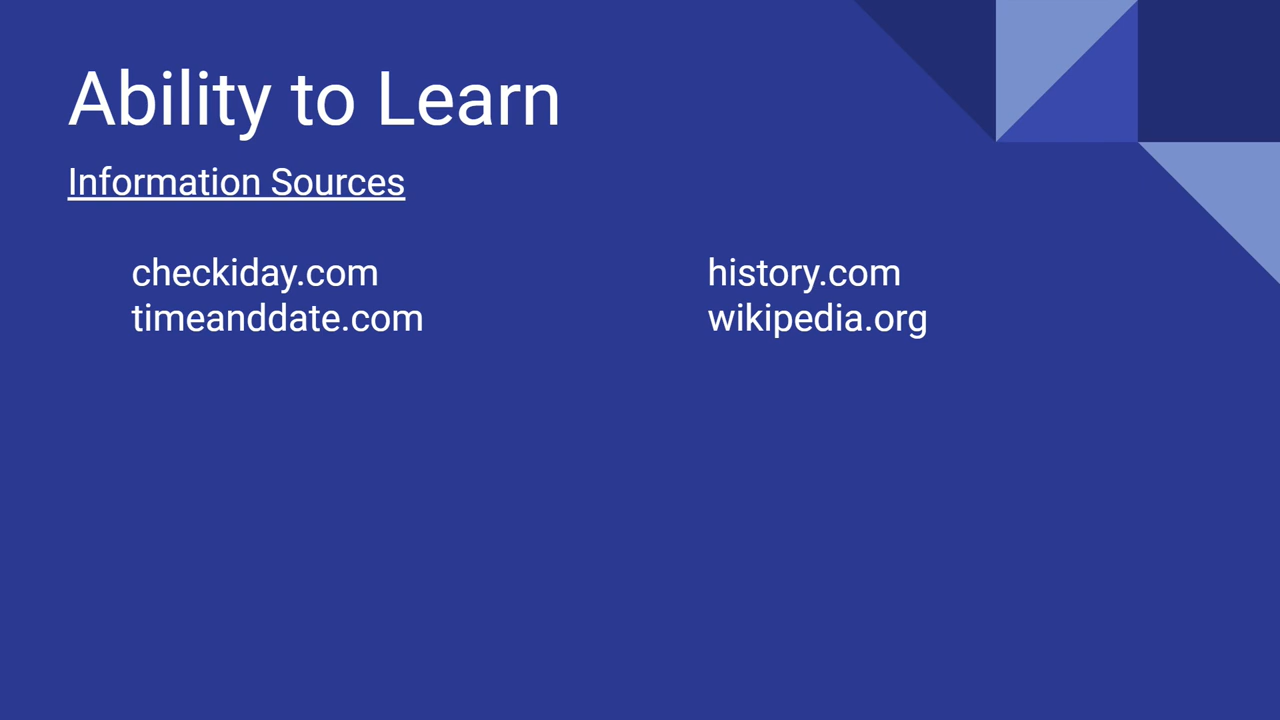 Ability to Learn
Information Sources
checkiday.com
timeanddate.com
history.com
wikipedia.org